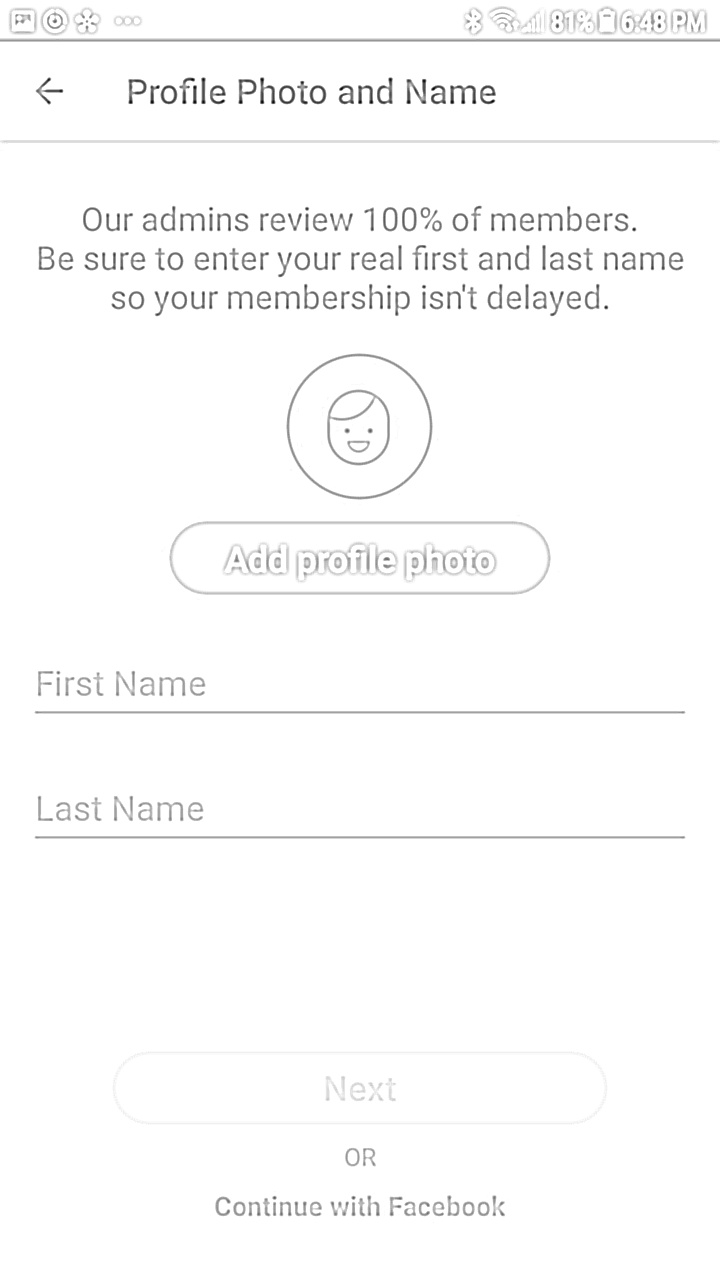 81% 6:48 PM
Profile Photo and Name
Our admins review 100% of members.
Be sure to enter your real first and last name
so your membership isn't delayed.
Add profile photo
First Name
Last Name
Next
OR
Continue with Facebook